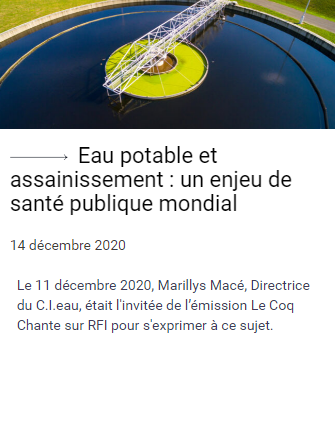 Eau potable et
assainissement : un enjeu de
santé publique mondial
14 décembre 2020
Le 11 décembre 2020, Marillys Macé, Directrice
du C.I.eau, était l'invitée de l'émission Le Coq
Chante sur RFI pour s'exprimer à ce sujet.